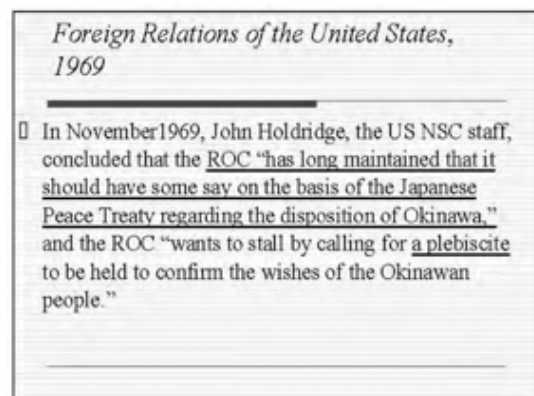 Foreign Relations of the United States,
1969
In November1969, John Holdridge, the US NSC staff,
concluded that the ROC “has long maintained that it
should have some say on the basis of the Japanese
Peace Treaty regarding the disposition of Okinawa,”
and the ROC “wants to stall by calling for a plebiscite
to be held to confirm the wishes of the Okinawan
people.”